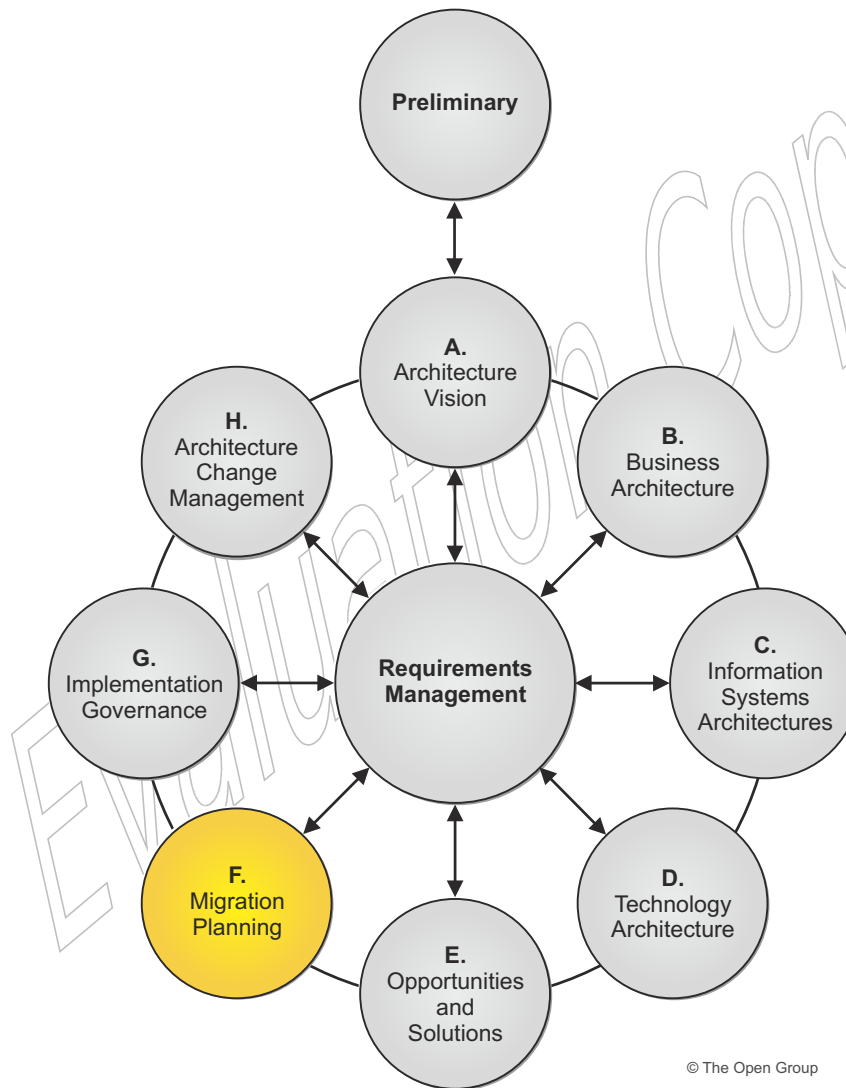 Preliminary
A.
Architecture
Vision
H.
Architecture
Change
Management
B.
Business
Architecture
G.
Implementation
Governance
Requirements
Management
C.
Information
Systems
Architectures
F.
Migration
Planning
D.
Technology
Architecture
E.
Opportunities
and
Solutions
© The Open Group
Evaluation Cop